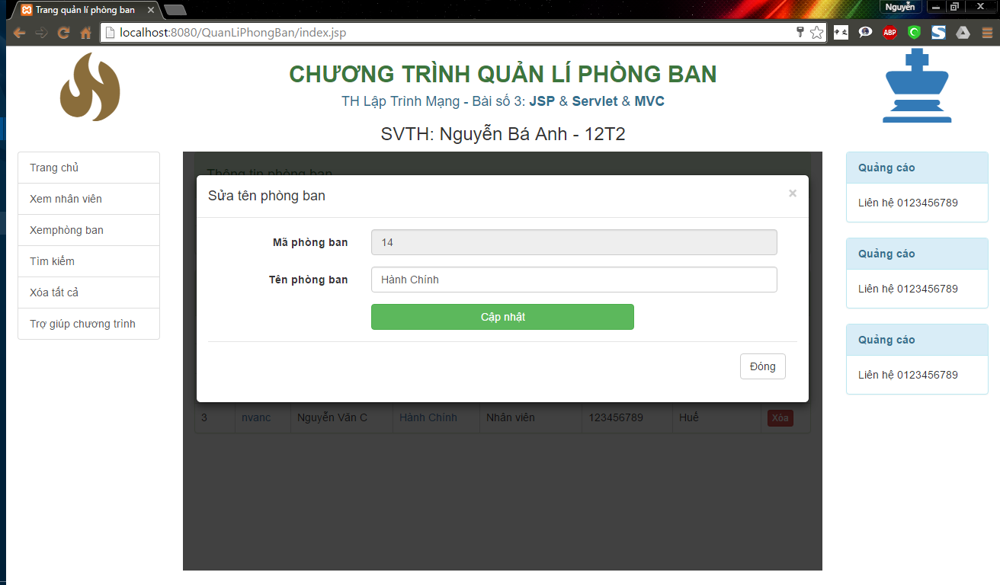 Trang quản lí phòng ban
Nguyễn
localhost:8080/QuanLiPhongBan/index.jsp
ABP
CHƯƠNG TRÌNH QUẢN LÍ PHÒNG BAN
TH Lập Trình Mạng - Bài số 3: JSP & Servlet & MVC
SVTH: Nguyễn Bá Anh - 12T2
Trang chủ
Xem nhân viên
Xemphòng ban
Tìm kiếm
Xóa tất cả
Trợ giúp chương trình
Thông tin phòng ban
Sửa tên phòng ban
×
Mã phòng ban
14
Tên phòng ban
Hành Chính
Cập nhật
Đóng
3 nvanc Nguyễn Văn C Hành Chính Nhân viên 123456789 Huế Xóa
Quảng cáo
Liên hệ 0123456789
Quảng cáo
Liên hệ 0123456789
Quảng cáo
Liên hệ 0123456789